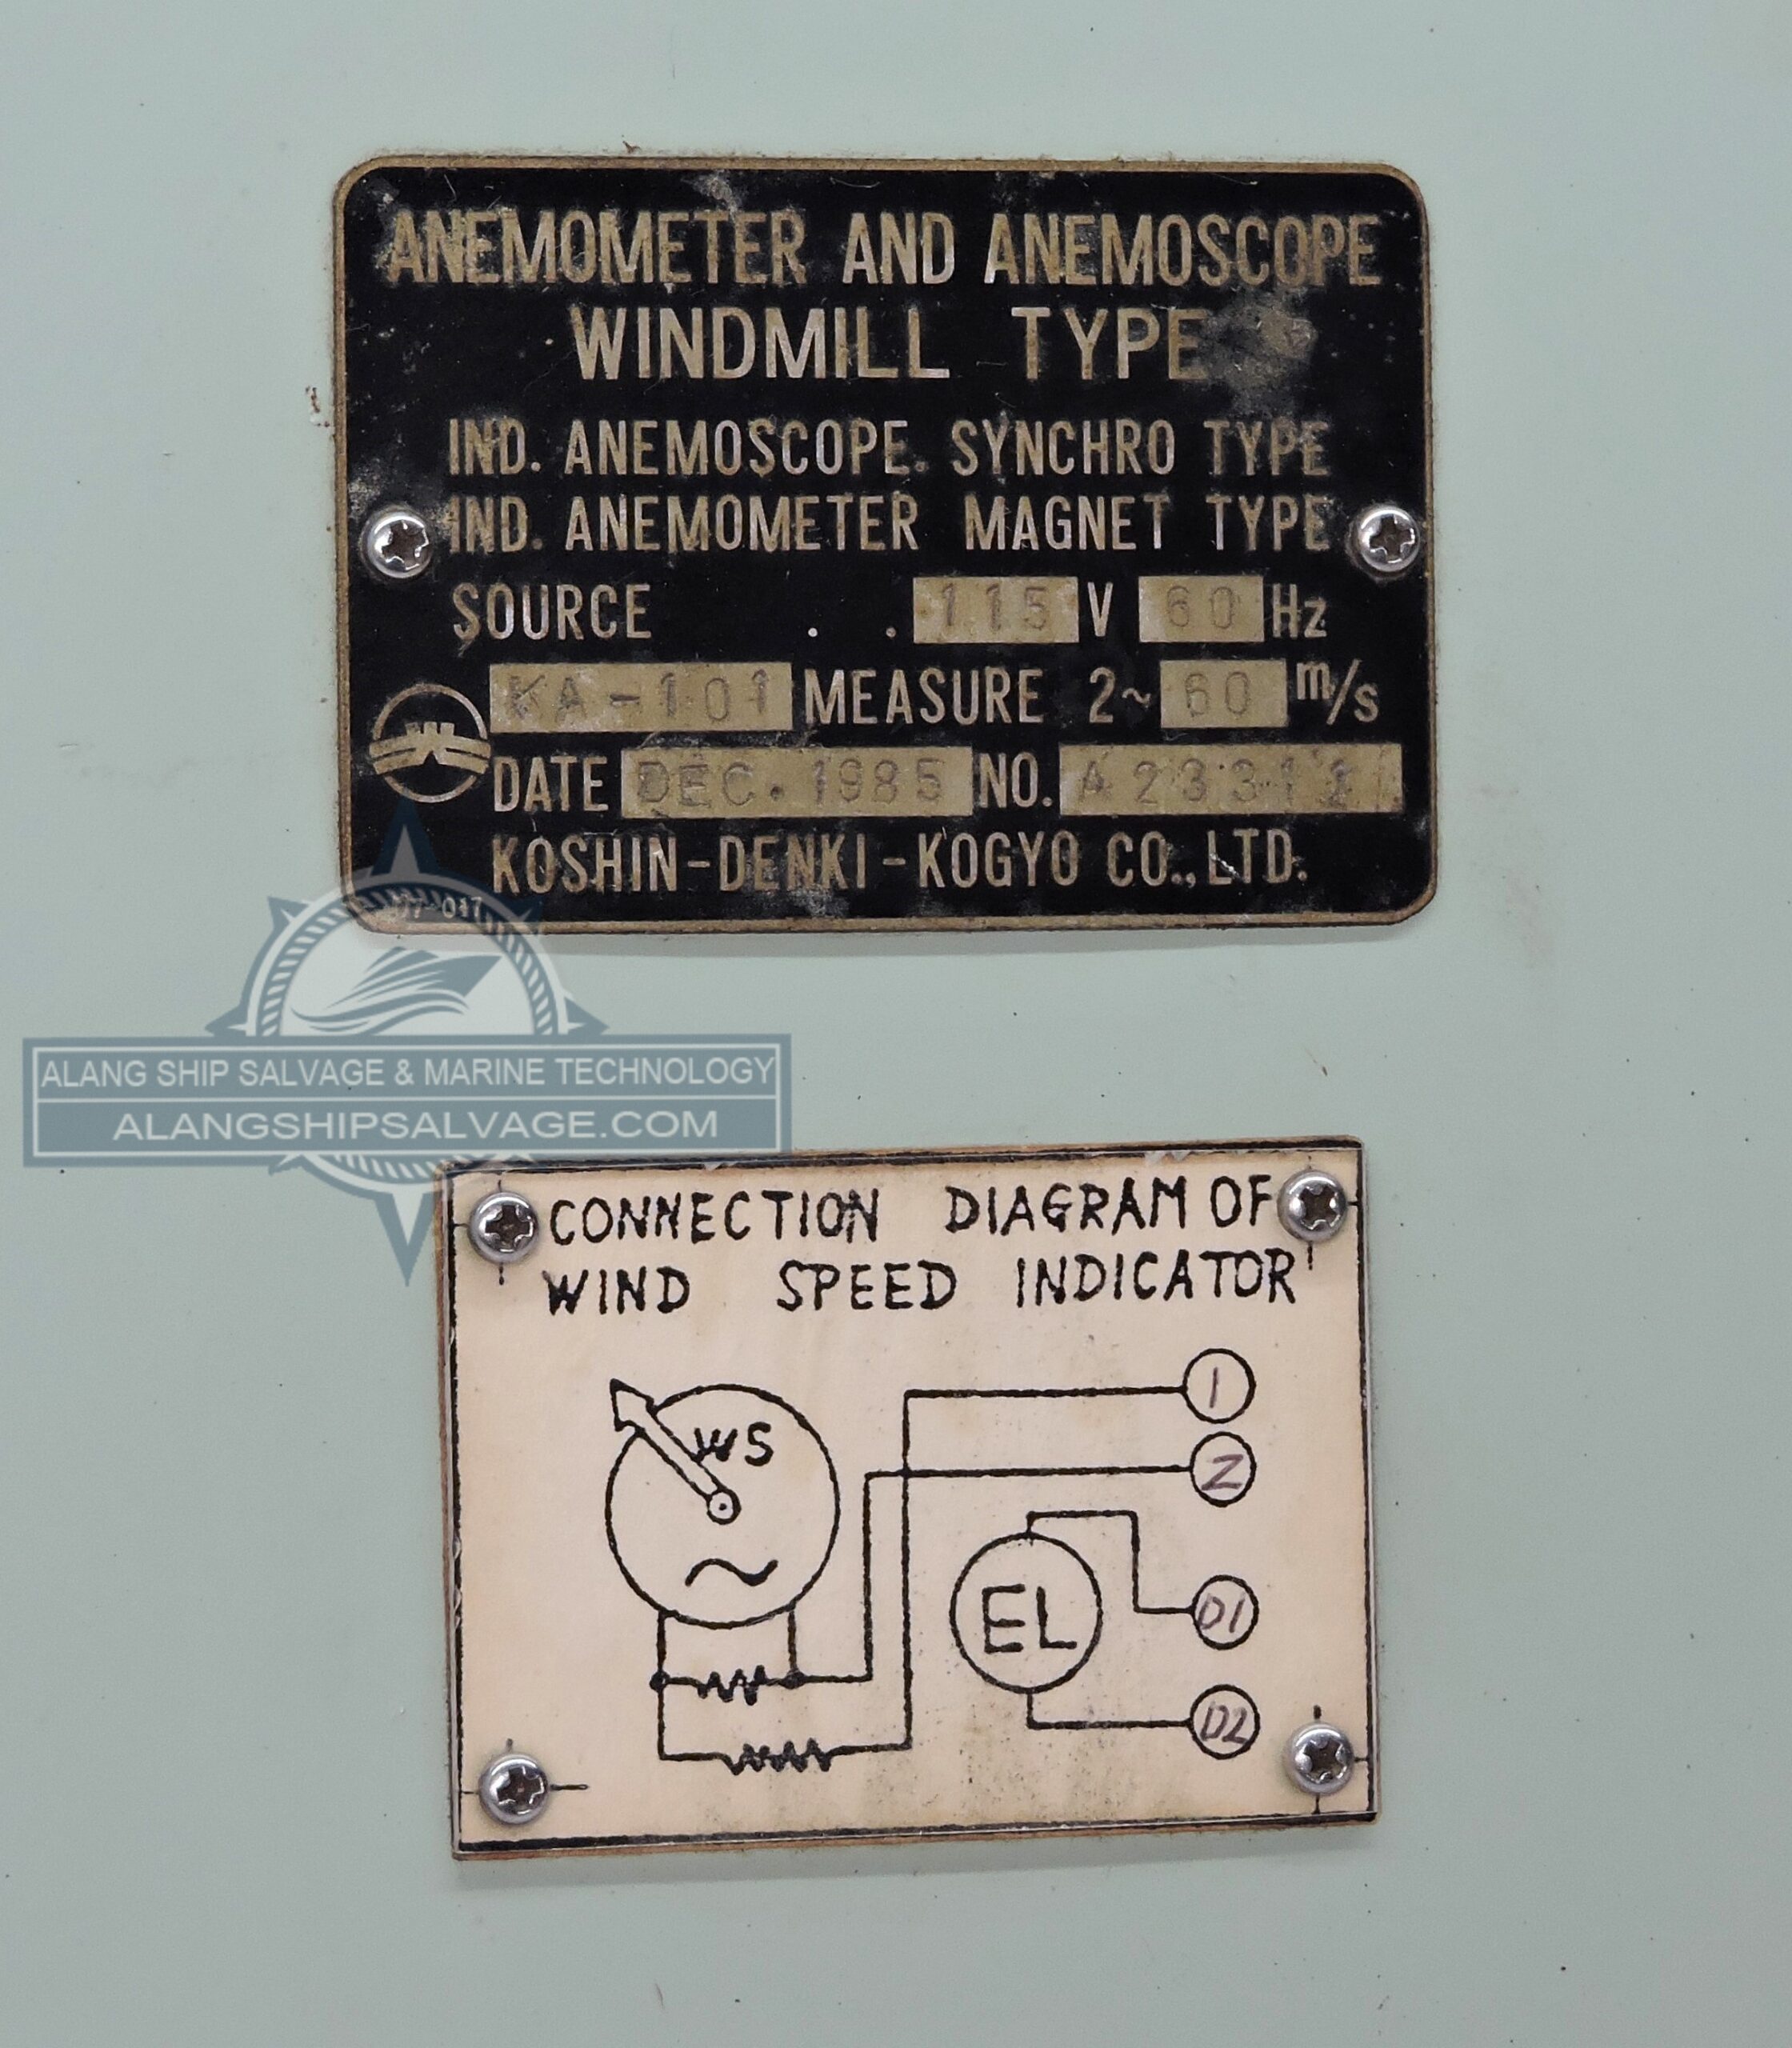 ANEMOMETER AND ANEMOSCOPE
WINDMILL TYPE
IND. ANEMOSCOPE. SYNCHRO TYPE
IND. ANEMOMETER MAGNET TYPE
SOURCE . . 115 V 60 Hz
KA-101 MEASURE 2~60 m/s
DATE DEC. 1985 NO.
KOSHIN-DENKI-KOGYO CO., LTD.
ALANG SHIP SALVAGE & MARINE TECHNOLOGY
ALANGSHIPSALVAGE.COM
CONNECTION DIAGRAM OF
WIND SPEED INDICATOR
WS
1
2
EL
D1
D2